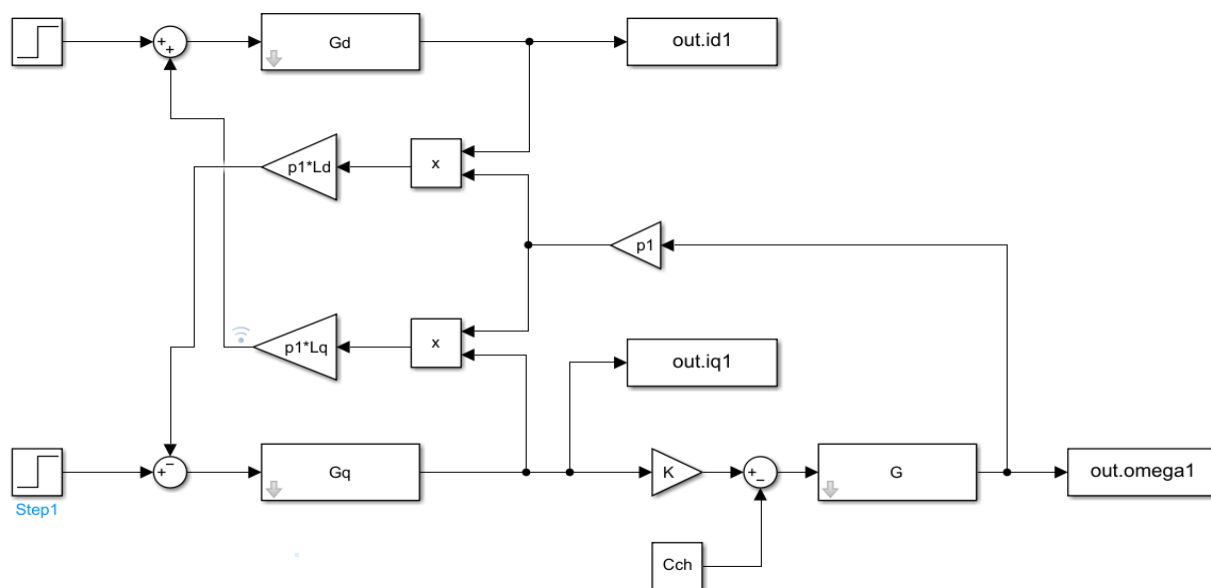 +
+
Gd
out.id1
p1*Ld
x
p1
p1*Lq
x
out.iq1
+
−
Gq
K
+
−
G
out.omega1
Step1
Cch